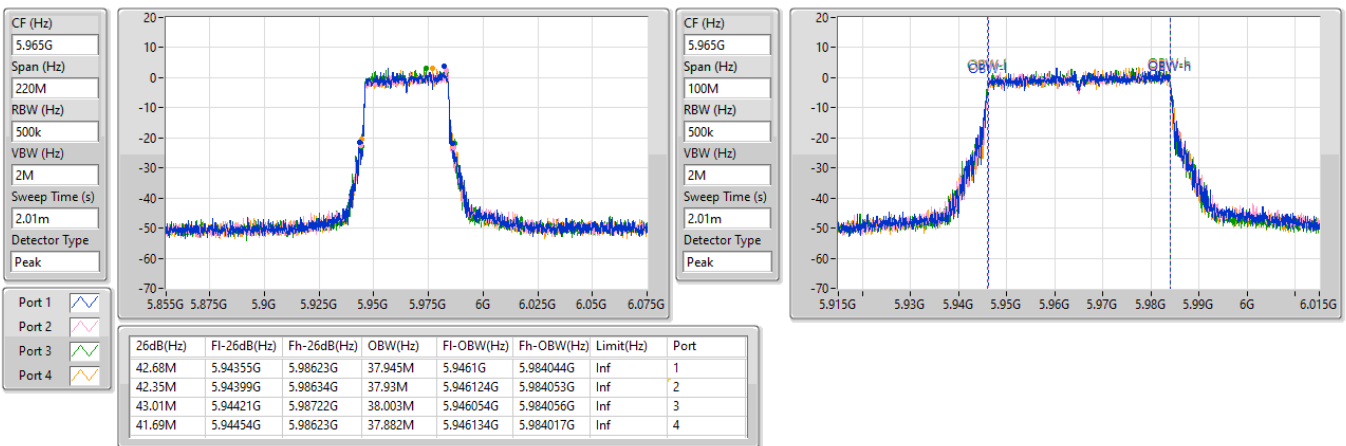 CF (Hz)
5.965G
Span (Hz)
220M
RBW (Hz)
500k
VBW (Hz)
2M
Sweep Time (s)
2.01m
Detector Type
Peak
20
10
0
-10
-20
-30
-40
-50
-60
-70
5.855G 5.875G 5.9G 5.925G 5.95G 5.975G 6G 6.025G 6.05G 6.075G
CF (Hz)
5.965G
Span (Hz)
100M
RBW (Hz)
500k
VBW (Hz)
2M
Sweep Time (s)
2.01m
Detector Type
Peak
20
10
0
-10
-20
-30
-40
-50
-60
-70
OBW-l OBW-h
5.915G 5.93G 5.94G 5.95G 5.96G 5.97G 5.98G 5.99G 6G 6.015G
Port 1
Port 2
Port 3
Port 4
26dB(Hz) Fl-26dB(Hz) Fh-26dB(Hz) OBW(Hz) Fl-OBW(Hz) Fh-OBW(Hz) Limit(Hz) Port
42.68M 5.94355G 5.98623G 37.945M 5.9461G 5.984044G Inf 1
42.35M 5.94399G 5.98634G 37.93M 5.946124G 5.984053G Inf 2
43.01M 5.94421G 5.98722G 38.003M 5.946054G 5.984056G Inf 3
41.69M 5.94454G 5.98623G 37.882M 5.946134G 5.984017G Inf 4